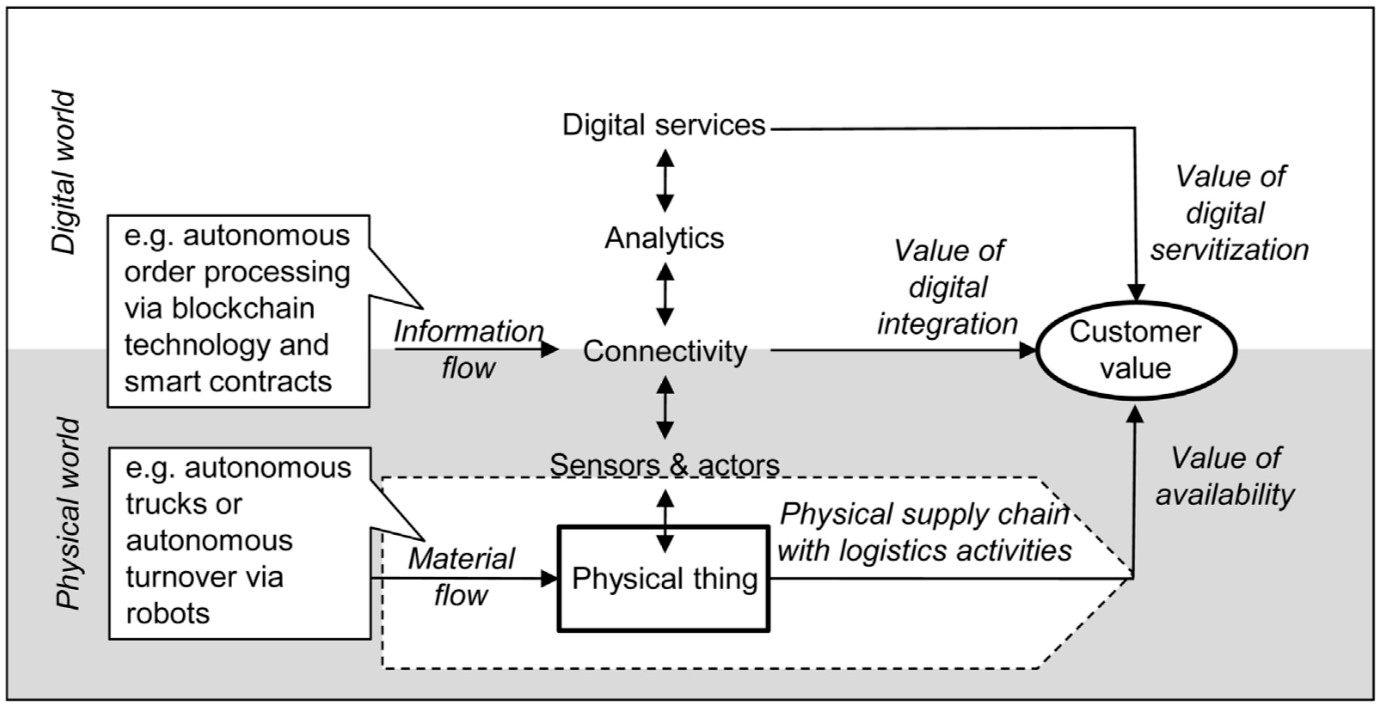 Digital world
Digital services
Value of
digital
servitization
e.g. autonomous
order processing
via blockchain
technology and
smart contracts
Analytics
Value of
digital
integration
Information
flow
Connectivity
Customer
value
Physical world
e.g. autonomous
trucks or
autonomous
turnover via
robots
Sensors & actors
Value of
availability
Material
flow
Physical thing
Physical supply chain
with logistics activities